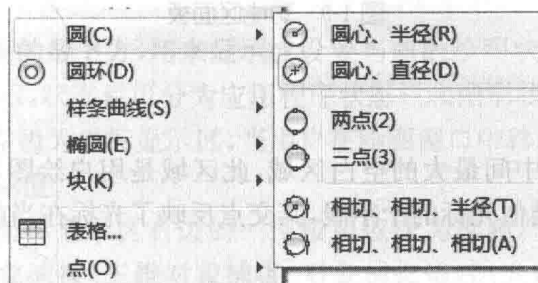 圆(C)
圆环(D)
样条曲线(S)
椭圆(E)
块(K)
表格...
点(O)
圆心、半径(R)
圆心、直径(D)
两点(2)
三点(3)
相切、相切、半径(T)
相切、相切、相切(A)